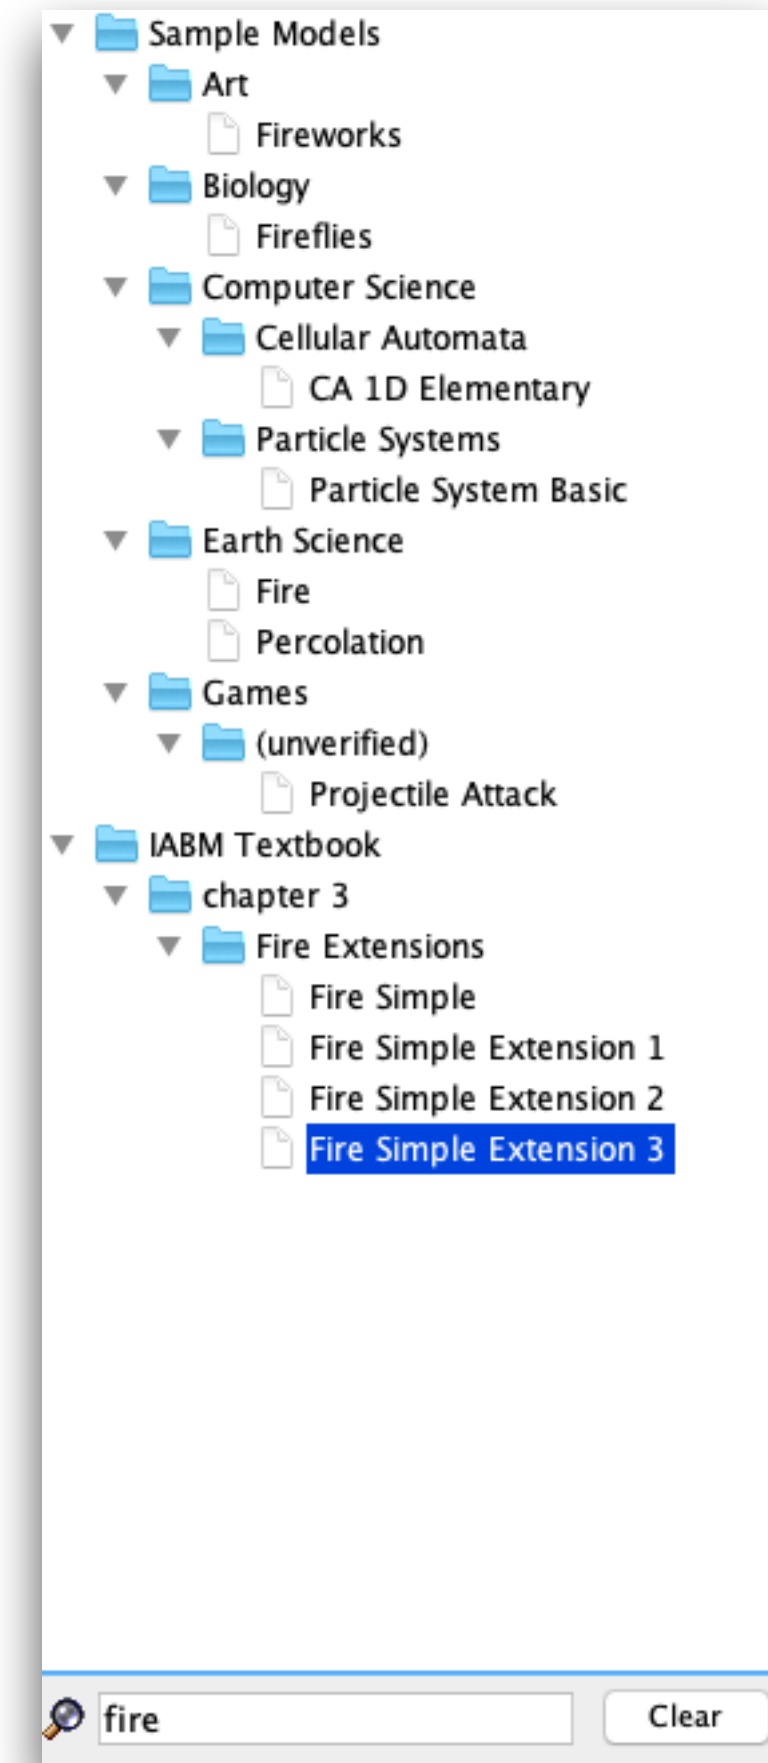 Sample Models
Art
Fireworks
Biology
Fireflies
Computer Science
Cellular Automata
CA 1D Elementary
Particle Systems
Particle System Basic
Earth Science
Fire
Percolation
Games
(unverified)
Projectile Attack
IABM Textbook
chapter 3
Fire Extensions
Fire Simple
Fire Simple Extension 1
Fire Simple Extension 2
Fire Simple Extension 3
fire Clear